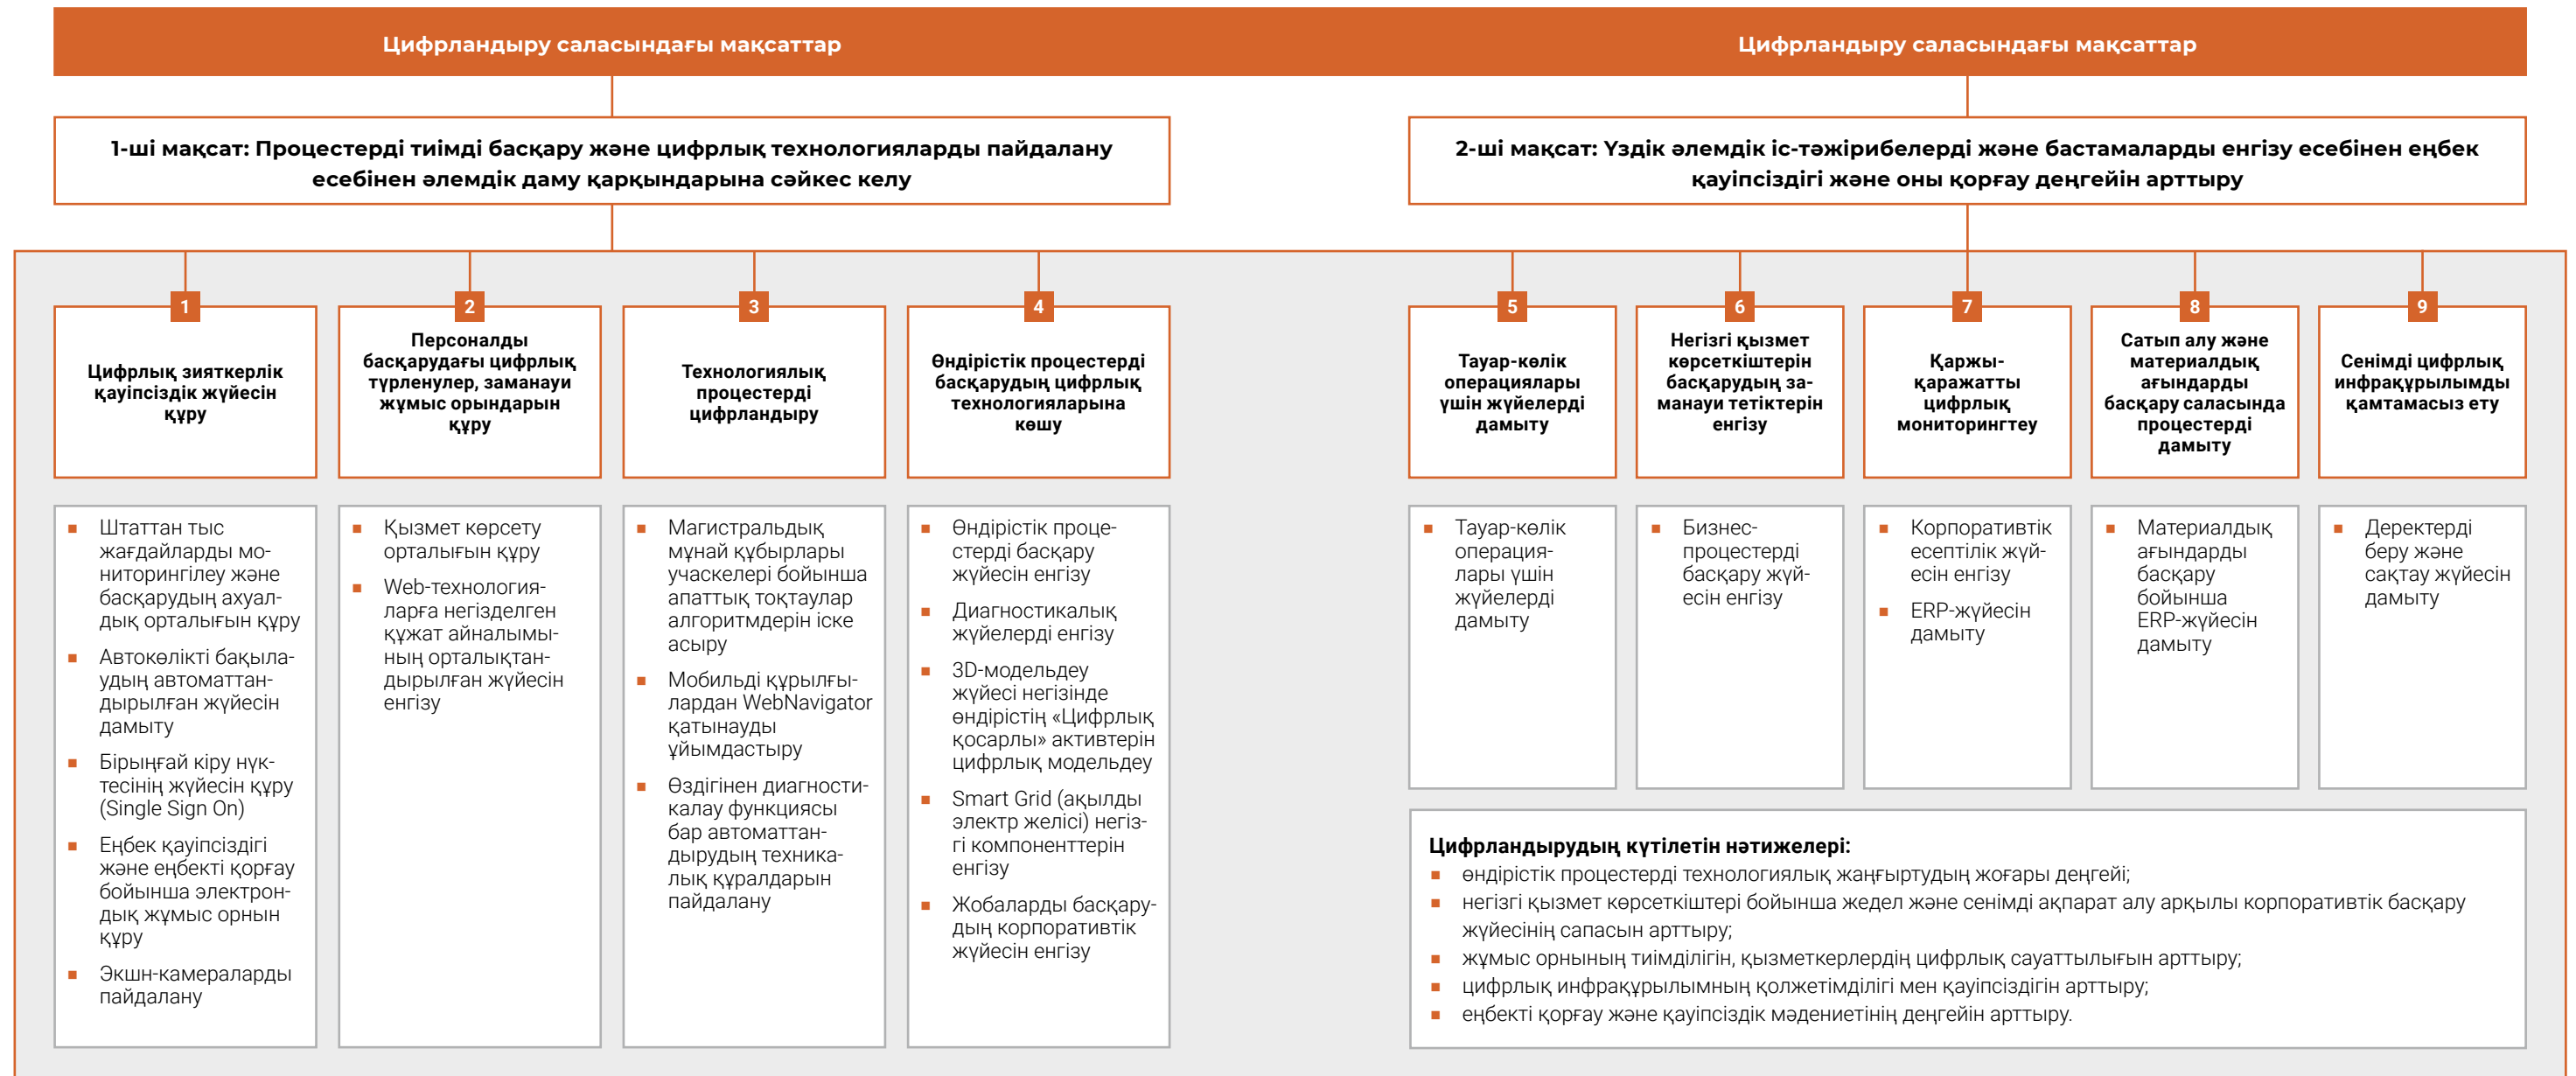 Цифрландыру саласындағы мақсаттар
Цифрландыру саласындағы мақсаттар
1-ші мақсат: Процестерді тиімді басқару және цифрлық технологияларды пайдалану
есебінен әлемдік даму қарқындарына сәйкес келу
2-ші мақсат: Үздік әлемдік іс-тәжірибелерді және бастамаларды енгізу есебінен еңбек
қауіпсіздігі және оны қорғау деңгейін арттыру
1
Цифрлық зияткерлік
қауіпсіздік жүйесін
құру
2
Персоналды
басқарудағы цифрлық
түрленулер, заманауи
жұмыс орындарын
құру
3
Технологиялық
процестерді
цифрландыру
4
Өндірістік процестерді
басқарудың цифрлық
технологияларына
көшу
5
Тауар-көлік
операциялары
үшін жүйелерді
дамыту
6
Негізгі қызмет
көрсеткіштерін
басқарудың за-
манауи тетіктерін
енгізу
7
Қаржы-
қаражатты
цифрлық
мониторингтеу
8
Сатып алу және
материалдық
ағындарды
басқару саласында
процестерді
дамыту
9
Сенімді цифрлық
инфрақұрылымды
қамтамасыз ету
Штаттан тыс
жағдайларды мо-
ниторингілеу және
басқарудың ахуал-
дық орталығын құру
Автокөлікті бақыла-
удың автоматтан-
дырылған жүйесін
дамыту
Бірыңғай кіру нүк-
тесінің жүйесін құру
(Single Sign On)
Еңбек қауіпсіздігі
және еңбекті қорғау
бойынша электрон-
дық жұмыс орнын
құру
Экшн-камераларды
пайдалану
Қызмет көрсету
орталығын құру
Web-технология-
ларға негізделген
құжат айналымы-
ның орталықтан-
дырылған жүйесін
енгізу
Магистральдық
мұнай құбырлары
учаскелері бойынша
апаттық тоқтаулар
алгоритмдерін іске
асыру
Мобильді құрылғы-
лардан WebNavigator
қатынауды
ұйымдастыру
Өздігінен диагности-
калау функциясы
бар автоматтан-
дырудың техника-
лық құралдарын
пайдалану
Өндірістік проце-
стерді басқару
жүйесін енгізу
Диагностикалық
жүйелерді енгізу
3D-модельдеу
жүйесі негізінде
өндірістің «Цифрлық
қосарлы» активтерін
цифрлық модельдеу
Smart Grid (ақылды
электр желісі) негіз-
гі компоненттерін
енгізу
Жобаларды басқару-
дың корпоративтік
жүйесін енгізу
Тауар-көлік
операция-
лары үшін
жүйелерді
дамыту
Бизнес-
процестерді
басқару жүй-
есін енгізу
Корпоративтік
есептілік жүй-
есін енгізу
ERP-жүйесін
дамыту
Материалдық
ағындарды
басқару
бойынша
ERP-жүйесін
дамыту
Деректерді
беру және
сақтау жүйесін
дамыту
Цифрландырудың күтілетін нәтижелері:
өндірістік процестерді технологиялық жаңғыртудың жоғары деңгейі;
негізгі қызмет көрсеткіштері бойынша жедел және сенімді ақпарат алу арқылы корпоративтік басқару
жүйесінің сапасын арттыру;
жұмыс орнының тиімділігін, қызметкерлердің цифрлық сауаттылығын арттыру;
цифрлық инфрақұрылымның қолжетімділігі мен қауіпсіздігін арттыру;
еңбекті қорғау және қауіпсіздік мәдениетінің деңгейін арттыру.